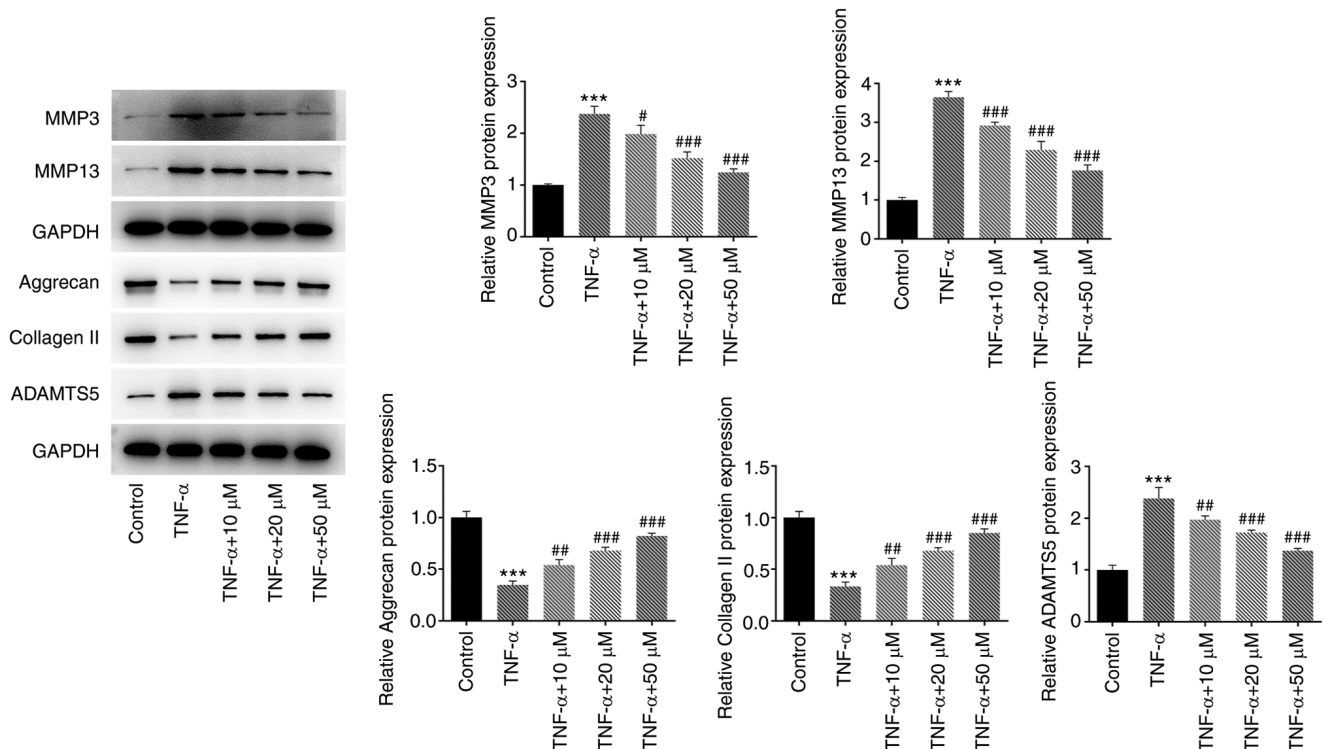 MMP3
MMP13
GAPDH
Aggrecan
Collagen II
ADAMTS5
GAPDH
Control
TNF-α
TNF-α+10 μM
TNF-α+20 μM
TNF-α+50 μM
Relative MMP3 protein expression
3
2
1
0
***
#
###
###
Control
TNF-α
TNF-α+10 μM
TNF-α+20 μM
TNF-α+50 μM
Relative MMP13 protein expression
4
3
2
1
0
***
###
###
###
Control
TNF-α
TNF-α+10 μM
TNF-α+20 μM
TNF-α+50 μM
Relative Aggrecan protein expression
1.5
1.0
0.5
0.0
***
##
###
###
Control
TNF-α
TNF-α+10 μM
TNF-α+20 μM
TNF-α+50 μM
Relative Collagen II protein expression
1.5
1.0
0.5
0.0
***
##
###
###
Control
TNF-α
TNF-α+10 μM
TNF-α+20 μM
TNF-α+50 μM
Relative ADAMTS5 protein expression
3
2
1
0
***
##
###
###
Control
TNF-α
TNF-α+10 μM
TNF-α+20 μM
TNF-α+50 μM